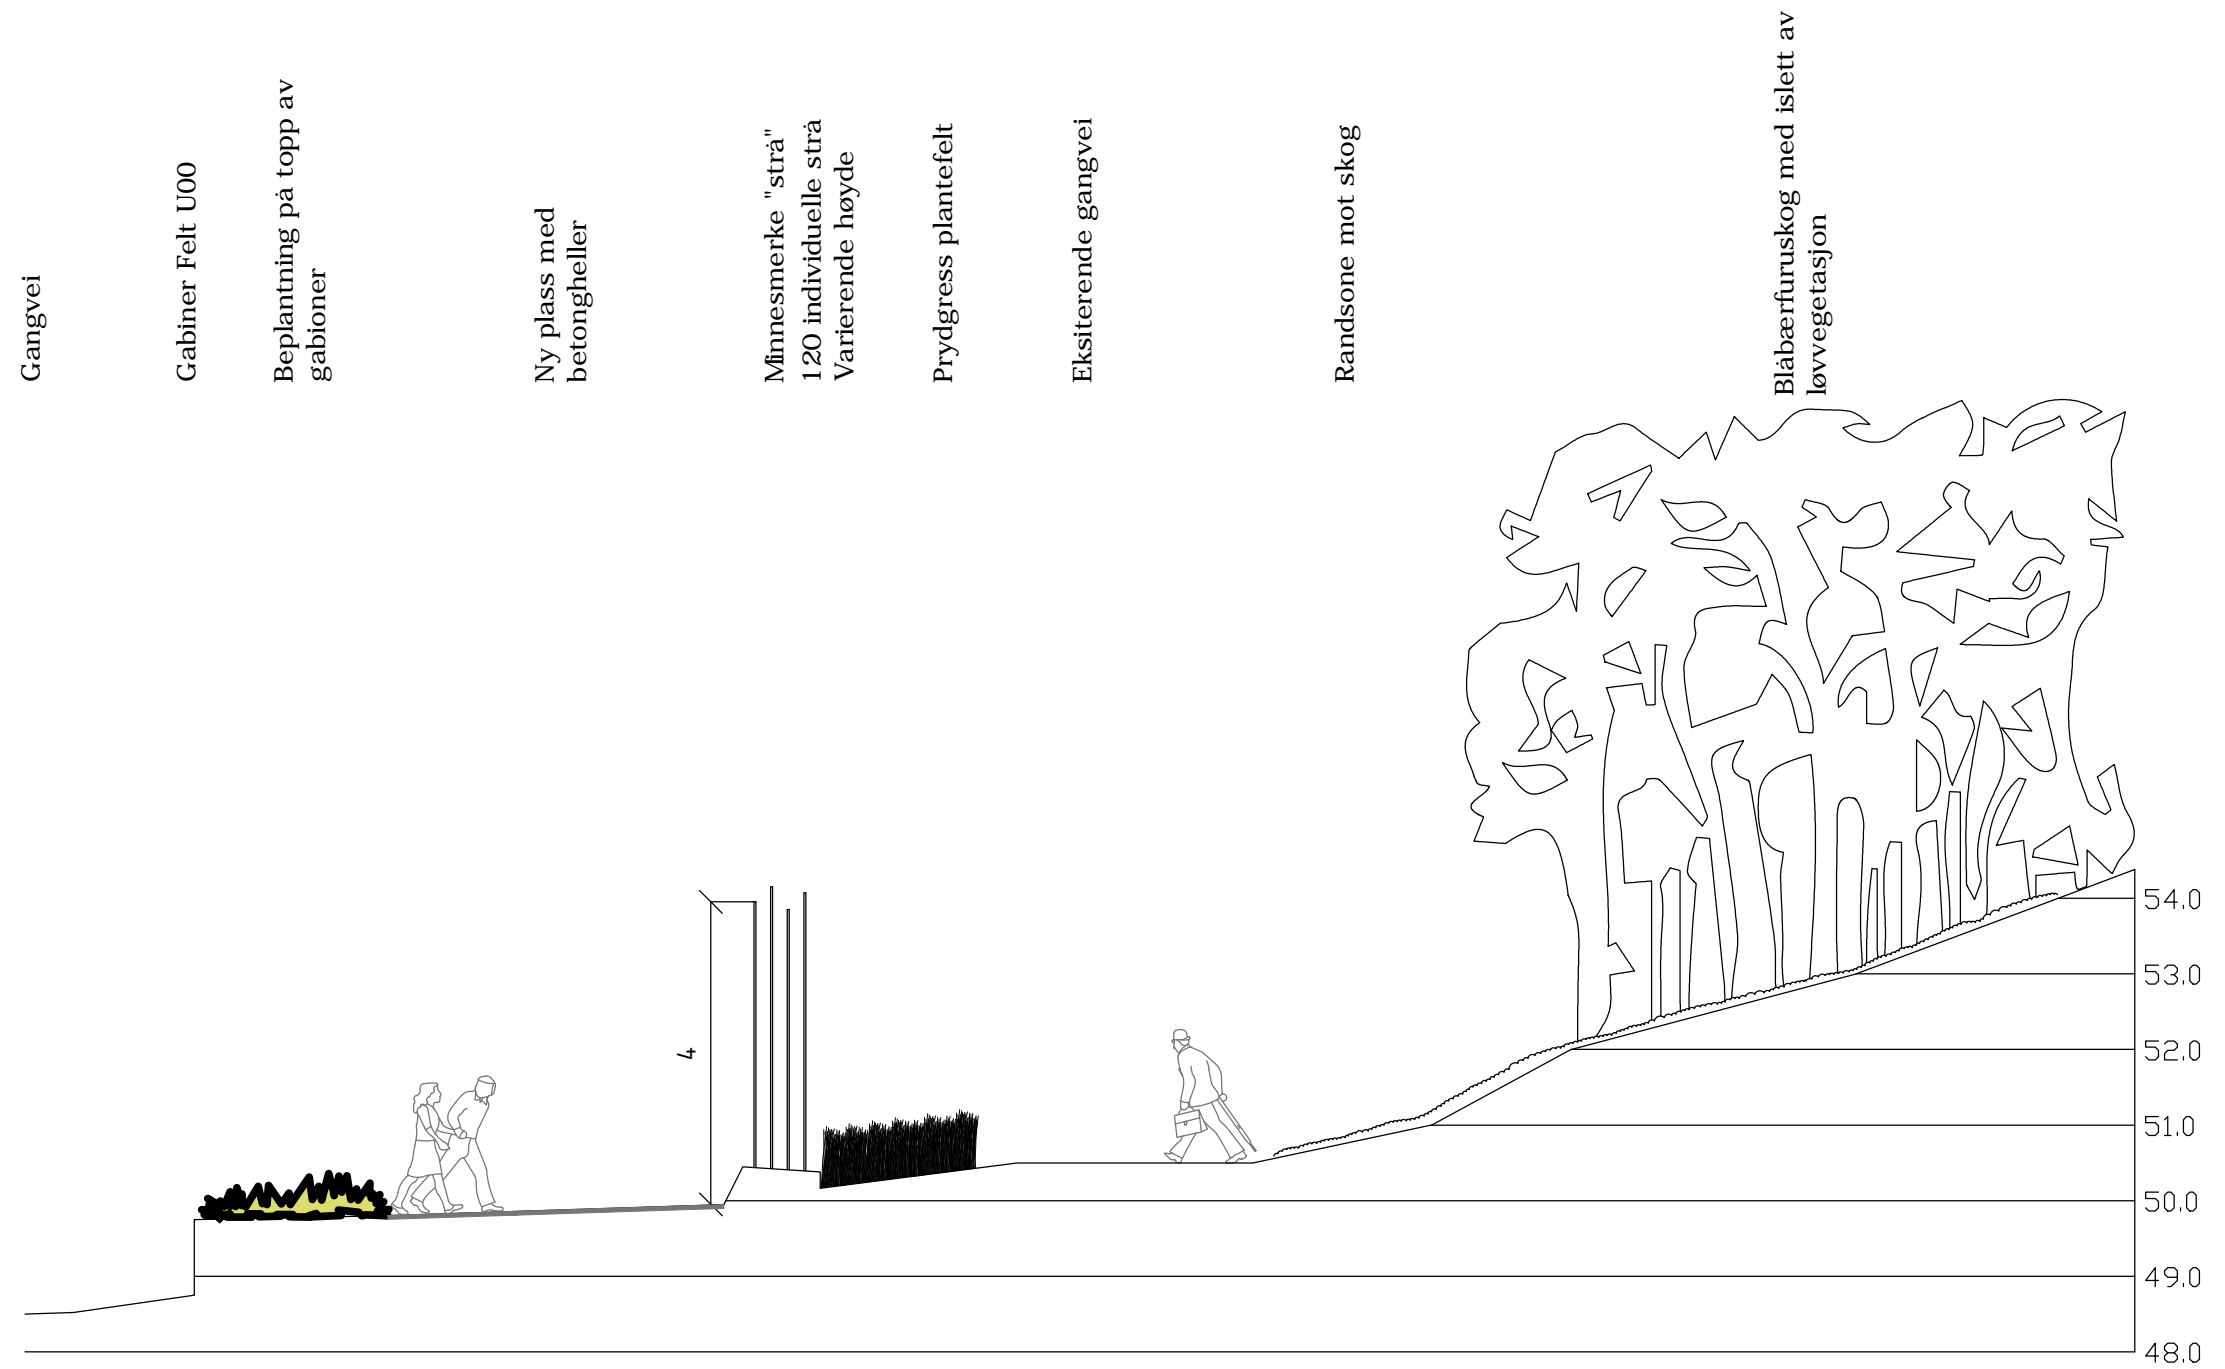 Gangvei
Gabiner Felt U00
Beplantning på topp av
gabioner
Ny plass med
betongheller
Minnesmerke "strå"
120 individuelle strå
Varierende høyde
Prydgress plantefelt
Eksiterende gangvei
Randsone mot skog
Blåbærfuruskog med islett av
løvvegetasjon
4
54.0
53.0
52.0
51.0
50.0
49.0
48.0